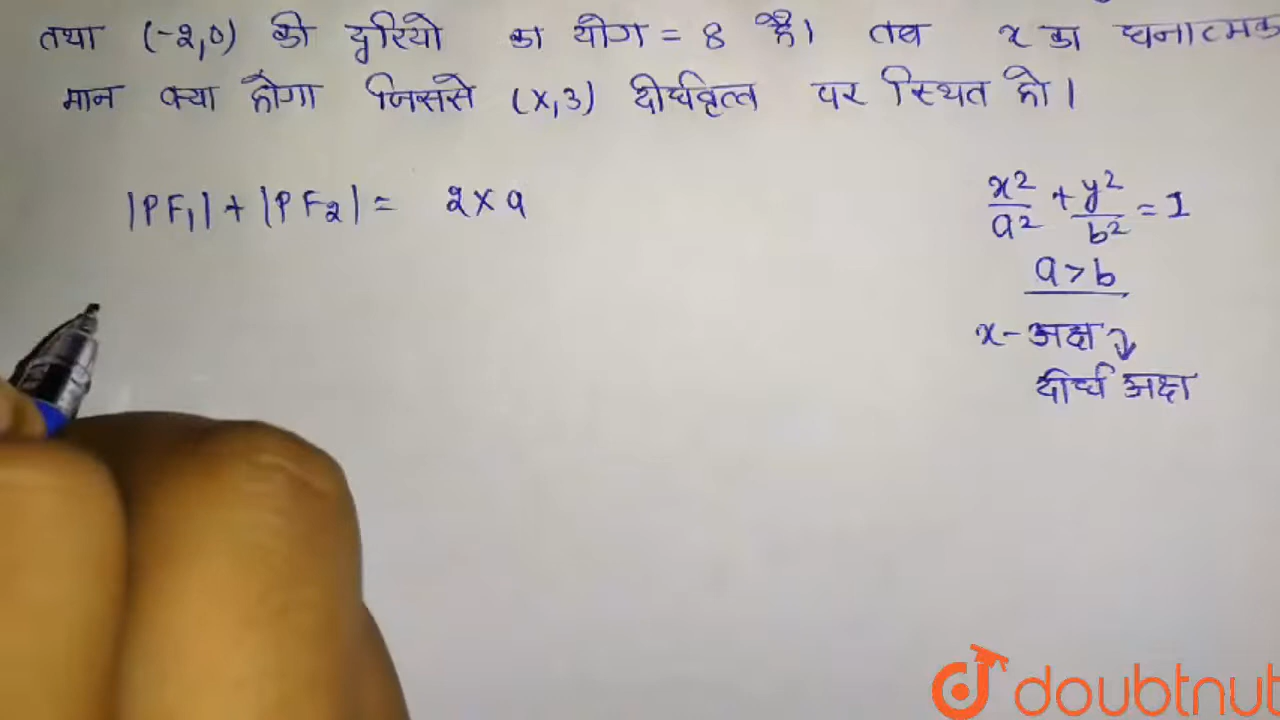 तथा (-2,0) की दूरियो का योग = 8 है। तब x का धनात्मक
मान क्या होगा जिससे (x,3) दीर्घवृत्त पर स्थित हो।
|PF₁| + |PF₂| = 2 × a
x²/a² + y²/b² = 1
a > b
x - अक्ष ↓
दीर्घ अक्ष
doubtnut